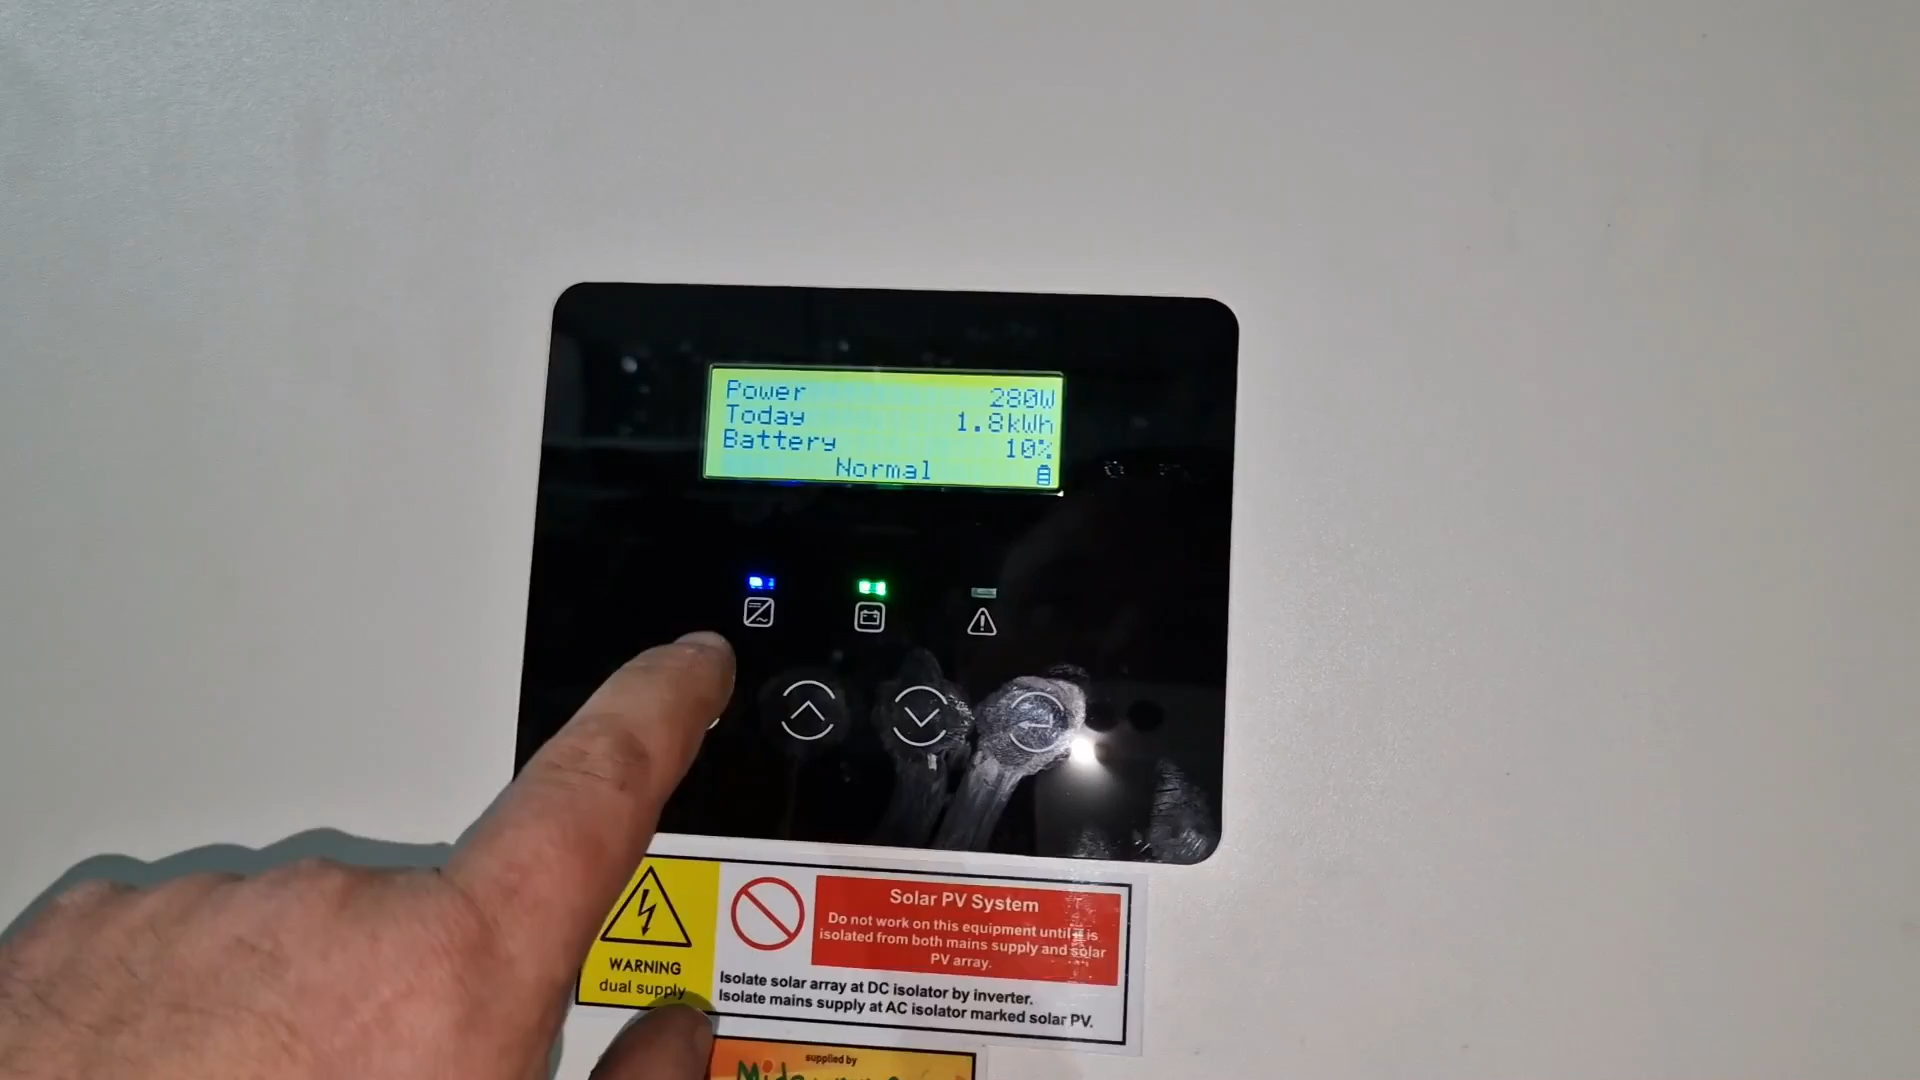 Power 280W
Today 1.8kWh
Battery 10%
Normal
WARNING
dual supply
Solar PV System
Do not work on this equipment until it is
isolated from both mains supply and solar
PV array.
Isolate solar array at DC isolator by inverter.
Isolate mains supply at AC isolator marked solar PV.
supplied by